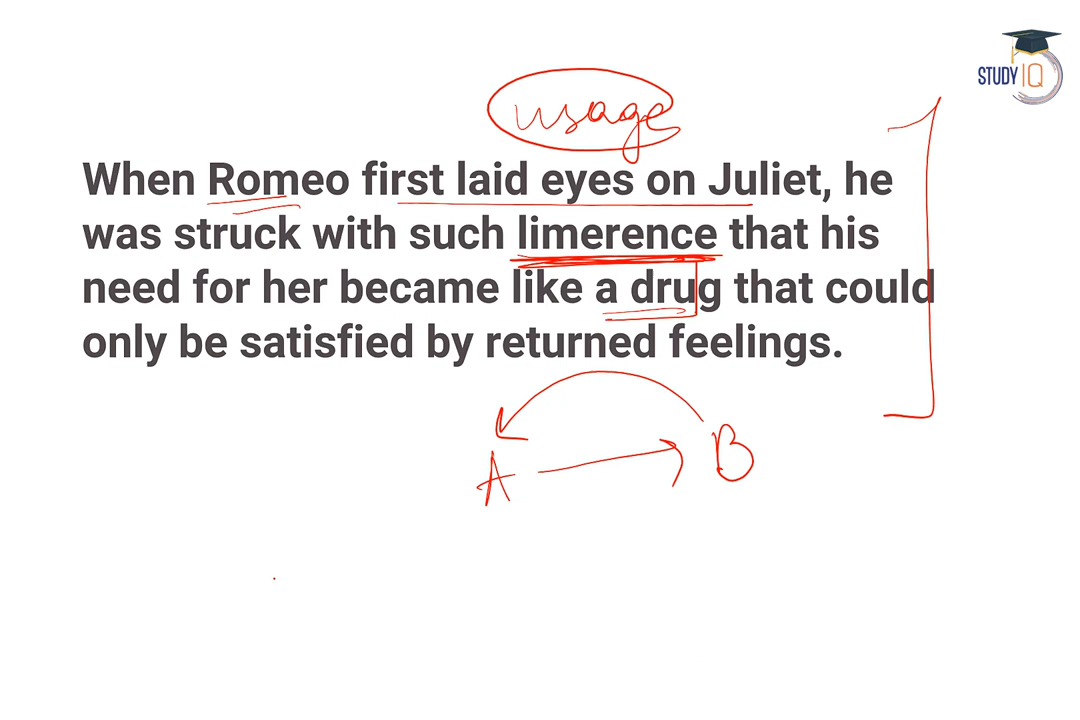 STUDY IQ
usage
When Romeo first laid eyes on Juliet, he
was struck with such limerence that his
need for her became like a drug that could
only be satisfied by returned feelings.
A B